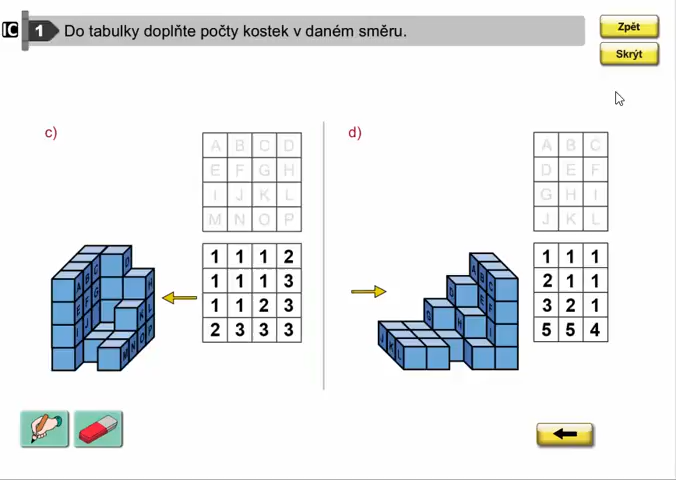 1 Do tabulky doplňte počty kostek v daném směru.
Zpět
Skrýt
c)
A B C D
E F G H
I J K L
M N O P
1 1 1 2
1 1 1 3
1 1 2 3
2 3 3 3
d)
A B C
D E F
G H I
J K L
1 1 1
2 1 1
3 2 1
5 5 4